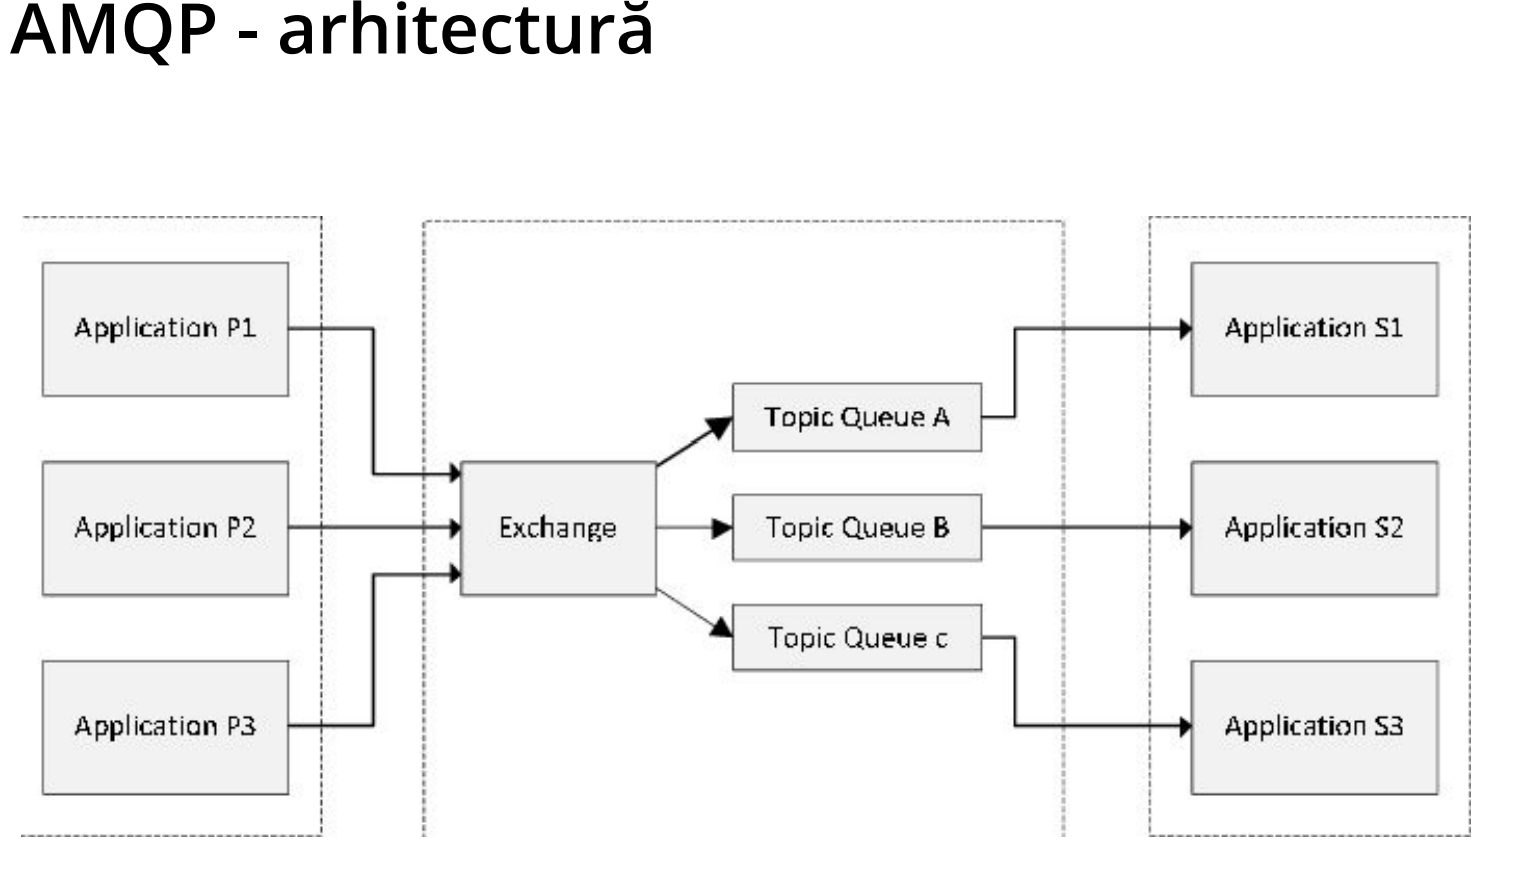 AMQP - arhitectură
Application P1
Application P2
Application P3
Exchange
Topic Queue A
Topic Queue B
Topic Queue c
Application S1
Application S2
Application S3